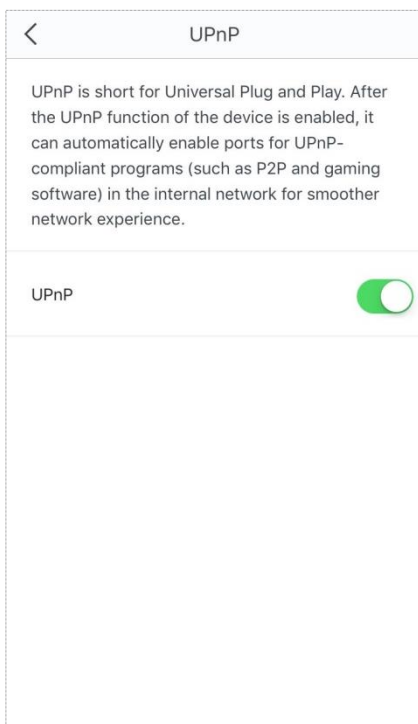 UPnP
UPnP is short for Universal Plug and Play. After
the UPnP function of the device is enabled, it
can automatically enable ports for UPnP-
compliant programs (such as P2P and gaming
software) in the internal network for smoother
network experience.
UPnP